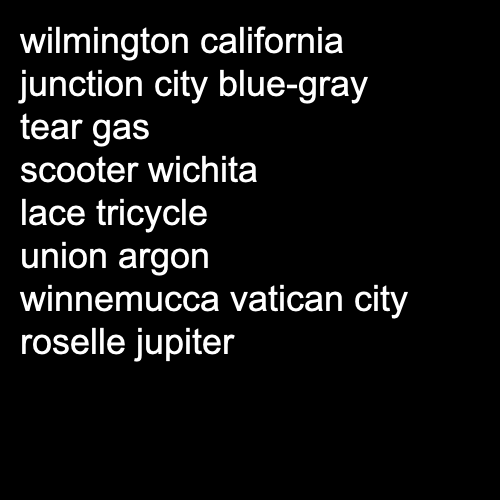 wilmington california
junction city blue-gray
tear gas
scooter wichita
lace tricycle
union argon
winnemucca vatican city
roselle jupiter